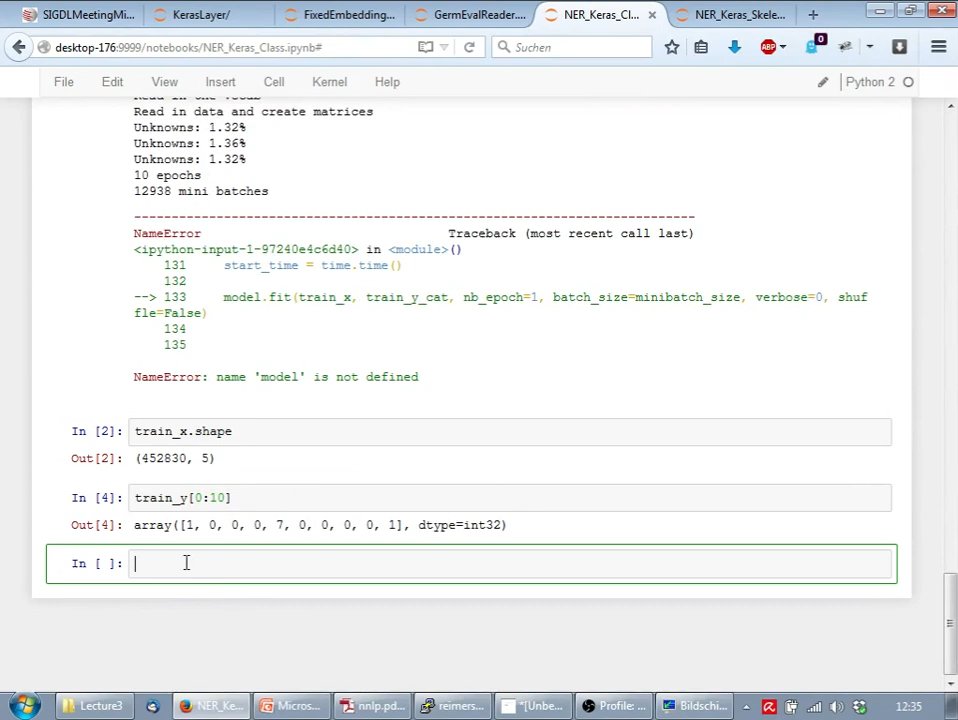 SIGDLMeetingMi...
KerasLayer/
FixedEmbedding...
GermEvalReader....
NER_Keras_Cl...
NER_Keras_Skele...
desktop-176:9999/notebooks/NER_Keras_Class.ipynb#
Suchen
ABP
0
File Edit View Insert Cell Kernel Help
Python 2
Read in data and create matrices
Unknowns: 1.32%
Unknowns: 1.36%
Unknowns: 1.32%
10 epochs
12938 mini batches
---------------------------------------------------------------------------
NameError Traceback (most recent call last)
<ipython-input-1-97240e4c6d40> in <module>()
131 start_time = time.time()
132
--> 133 model.fit(train_x, train_y_cat, nb_epoch=1, batch_size=minibatch_size, verbose=0, shuf
fle=False)
134
135
NameError: name 'model' is not defined
In [2]: train_x.shape
Out[2]: (452830, 5)
In [4]: train_y[0:10]
Out[4]: array([1, 0, 0, 0, 7, 0, 0, 0, 0, 1], dtype=int32)
In [ ]:
Lecture3
NER_Ke...
Micros...
nnlp.pd...
reimers...
*[Unbe...
Profile: ...
Bildschi...
12:35